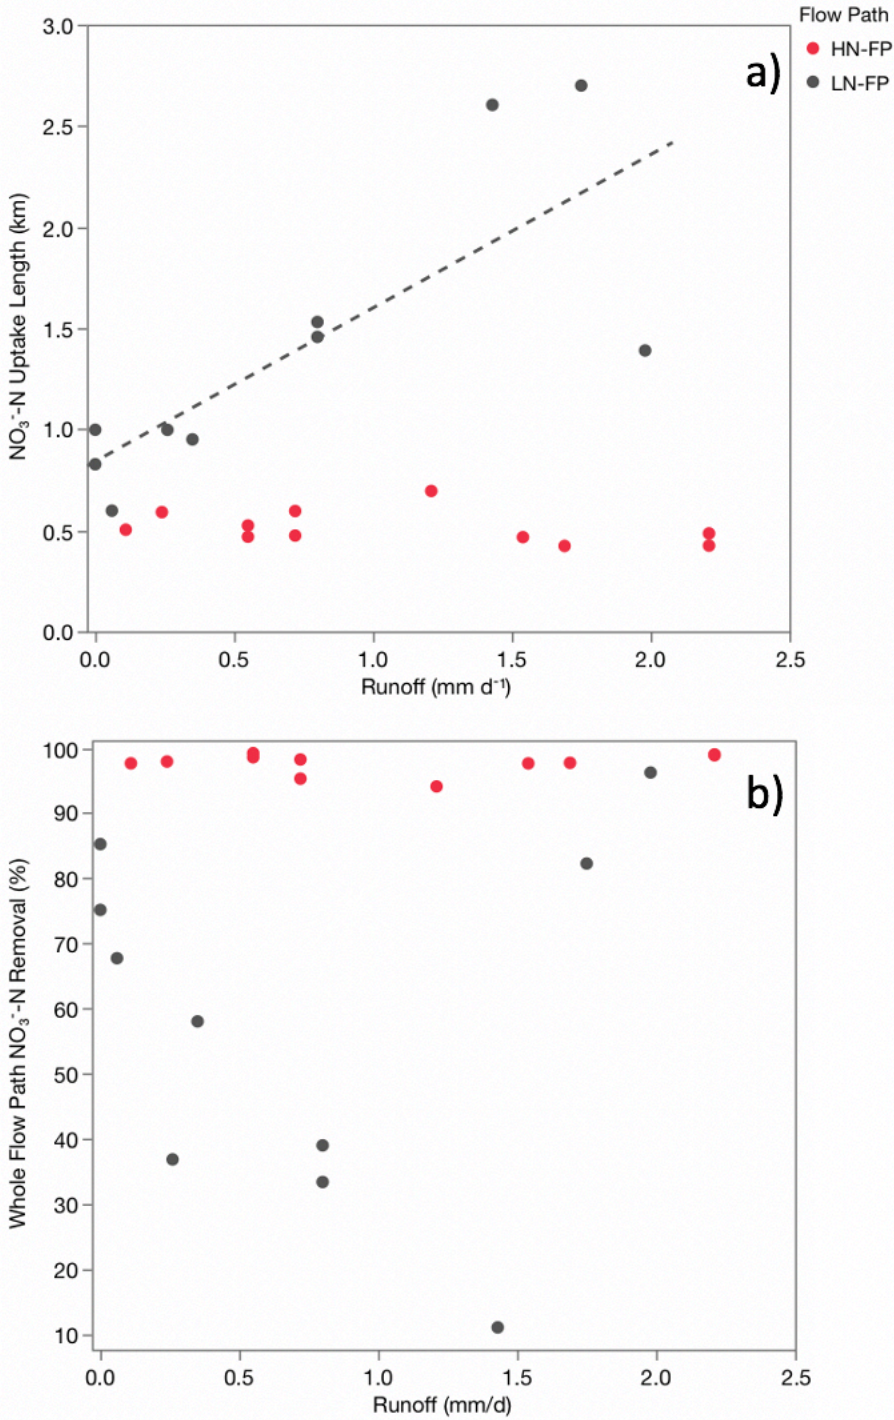 Flow Path
HN-FP
LN-FP
a)
3.0
2.5
2.0
1.5
1.0
0.5
0.0
NO₃⁻-N Uptake Length (km)
0.0 0.5 1.0 1.5 2.0 2.5
Runoff (mm d⁻¹)
b)
100
90
80
70
60
50
40
30
20
10
Whole Flow Path NO₃⁻-N Removal (%)
0.0 0.5 1.0 1.5 2.0 2.5
Runoff (mm/d)